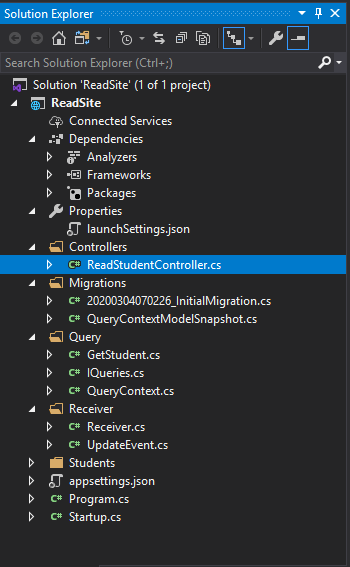 Solution Explorer
Search Solution Explorer (Ctrl+;)
Solution 'ReadSite' (1 of 1 project)
ReadSite
Connected Services
Dependencies
Analyzers
Frameworks
Packages
Properties
launchSettings.json
Controllers
C# ReadStudentController.cs
Migrations
C# 20200304070226_InitialMigration.cs
C# QueryContextModelSnapshot.cs
Query
C# GetStudent.cs
C# IQueries.cs
C# QueryContext.cs
Receiver
C# Receiver.cs
C# UpdateEvent.cs
Students
appsettings.json
C# Program.cs
C# Startup.cs